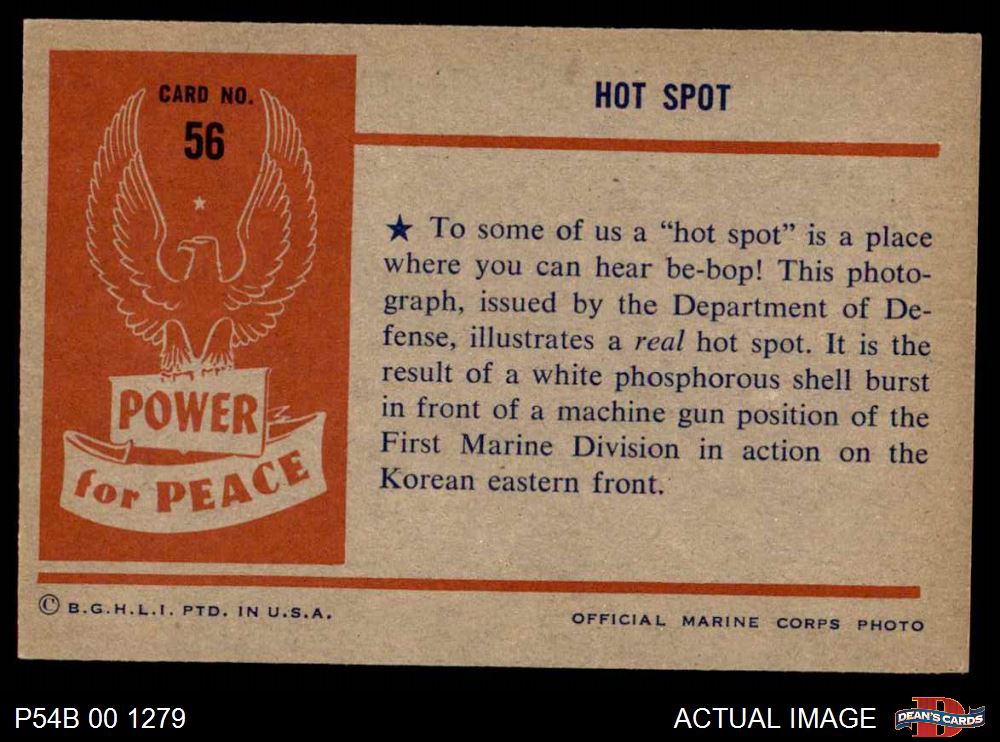 CARD NO.
56
POWER
for PEACE
HOT SPOT
★ To some of us a “hot spot” is a place
where you can hear be-bop! This photo-
graph, issued by the Department of De-
fense, illustrates a real hot spot. It is the
result of a white phosphorous shell burst
in front of a machine gun position of the
First Marine Division in action on the
Korean eastern front.
© B.G.H.L.I. PTD. IN U.S.A.
OFFICIAL MARINE CORPS PHOTO
P54B 00 1279
ACTUAL IMAGE
DEAN'S CARDS